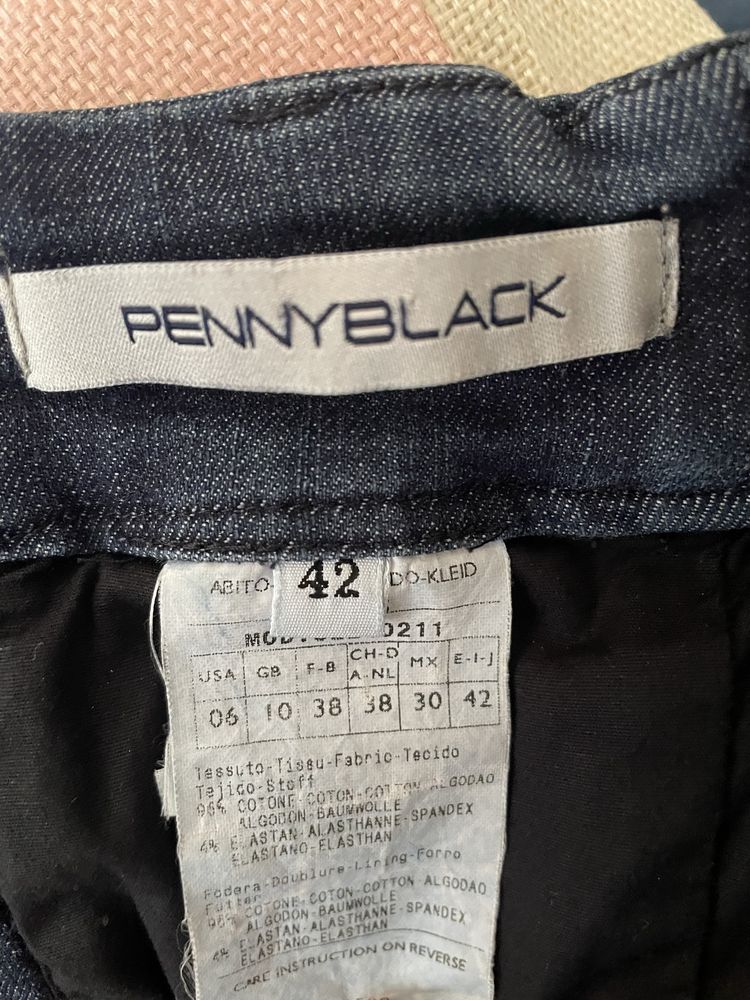 PENNYBLACK
42
ABITO- DO-KLEID
0211
USA GB F-B CH-D A-NL MX E-I-J
06 10 38 38 30 42
Tessuto-Tissu-Fabric-Tecido
Tejido-Stoff
96% COTONE-COTON-COTTON ALGODAO
ALGODON-BAUMWOLLE
4% ELASTAN-ALASTHANNE-SPANDEX
ELASTANO-ELASTHAN
Fodera-Doublure-Lining-Forro
Futter
96% COTONE-COTON-COTTON ALGODAO
ALGODON-BAUMWOLLE
4% ELASTAN-ALASTHANNE-SPANDEX
ELASTANO-ELASTHAN
CARE INSTRUCTION ON REVERSE